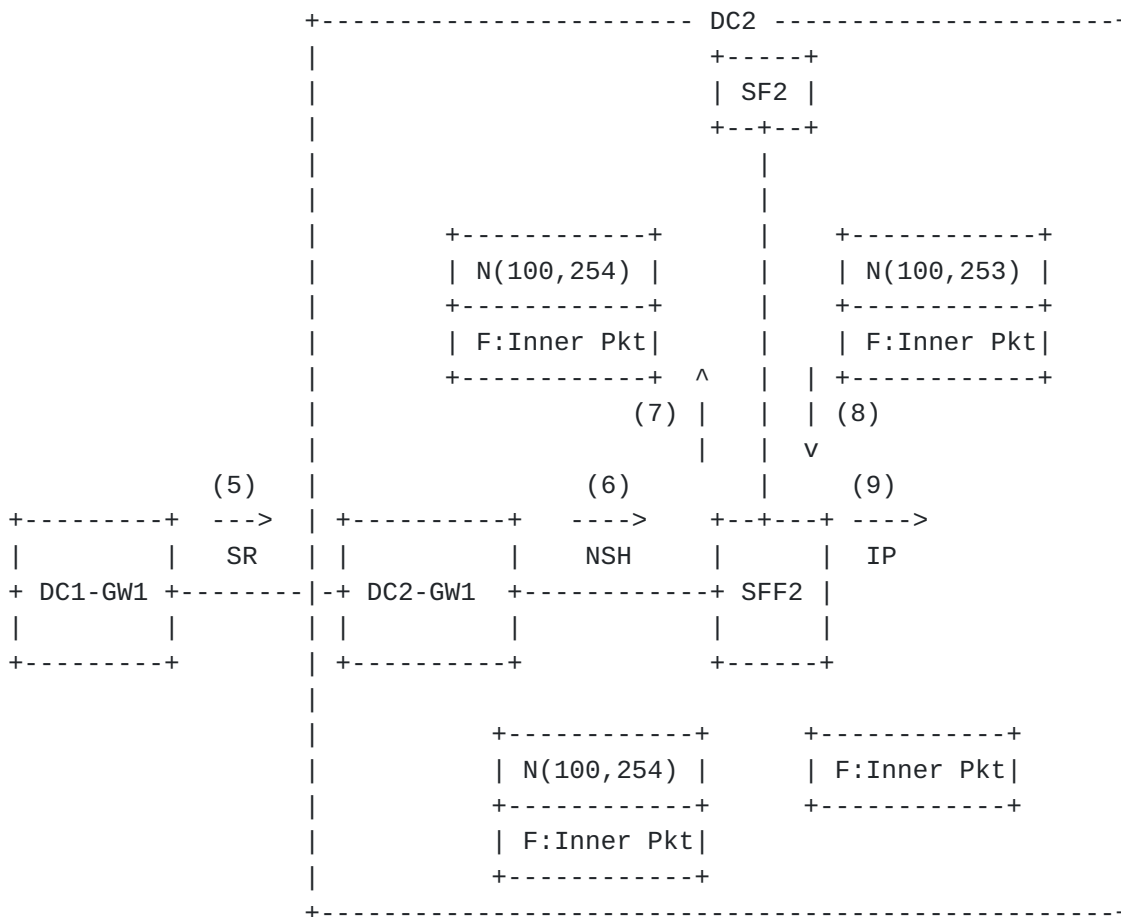 DC2
SF2
N(100,254) N(100,253)
F:Inner Pkt F:Inner Pkt
(7) (8)
(5) (6) (9)
SR NSH IP
DC1-GW1 DC2-GW1 SFF2
N(100,254) F:Inner Pkt
F:Inner Pkt